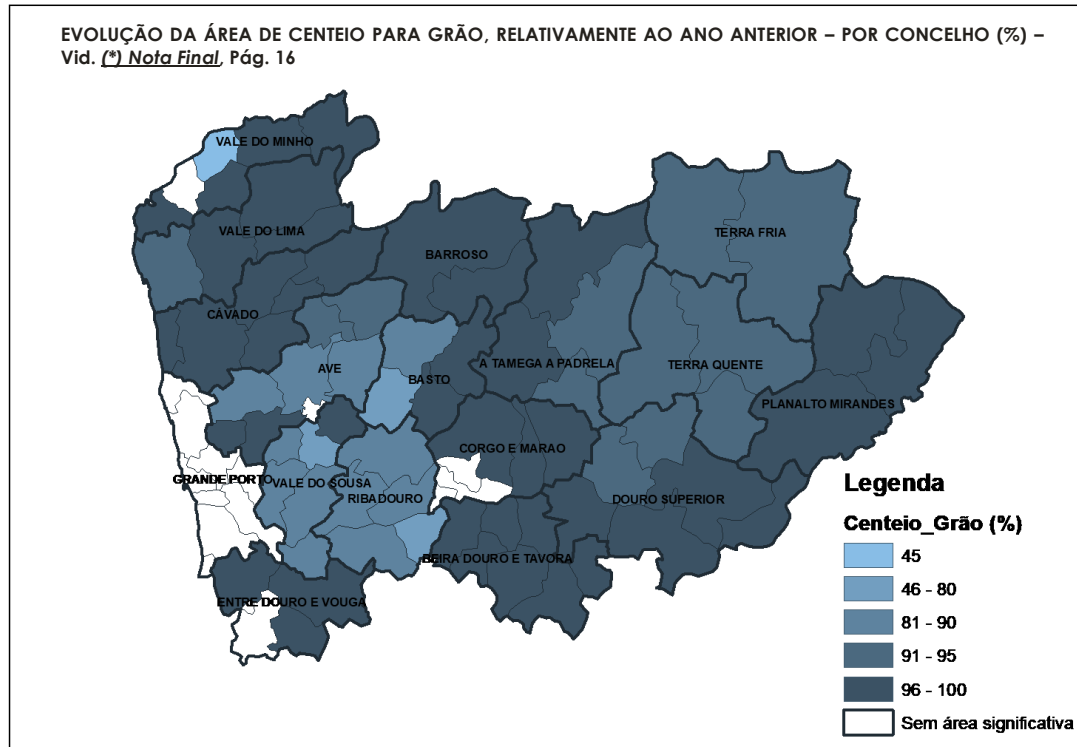 EVOLUÇÃO DA ÁREA DE CENTEIO PARA GRÃO, RELATIVAMENTE AO ANO ANTERIOR – POR CONCELHO (%) –
Vid. (*) Nota Final, Pág. 16
VALE DO MINHO
VALE DO LIMA
BARROSO
TERRA FRIA
CÁVADO
AVE
BASTO
A TAMEGA A PADRELA
TERRA QUENTE
PLANALTO MIRANDES
CORGO E MARAO
GRANDE PORTO
VALE DO SOUSA
RIBADOURO
DOURO SUPERIOR
BEIRA DOURO E TAVORA
ENTRE DOURO E VOUGA
Legenda
Centeio_Grão (%)
45
46 - 80
81 - 90
91 - 95
96 - 100
Sem área significativa